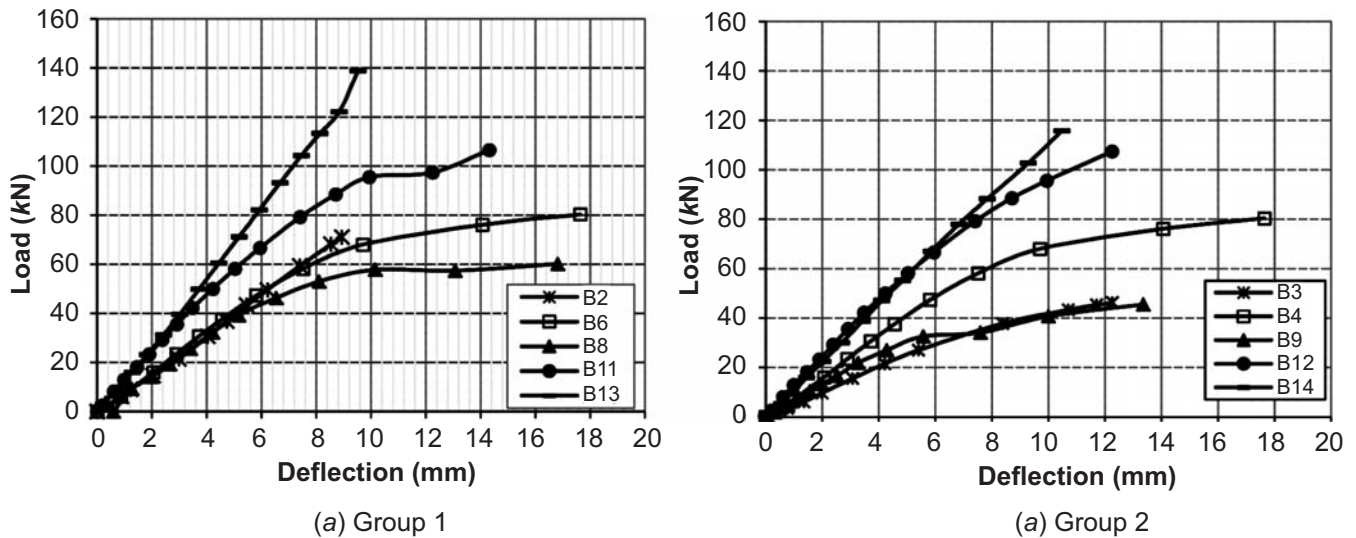 160
140
120
100
80
60
40
20
0
Load (kN)
0 2 4 6 8 10 12 14 16 18 20
Deflection (mm)
B2
B6
B8
B11
B13
(a) Group 1
160
140
120
100
80
60
40
20
0
Load (kN)
0 2 4 6 8 10 12 14 16 18 20
Deflection (mm)
B3
B4
B9
B12
B14
(a) Group 2